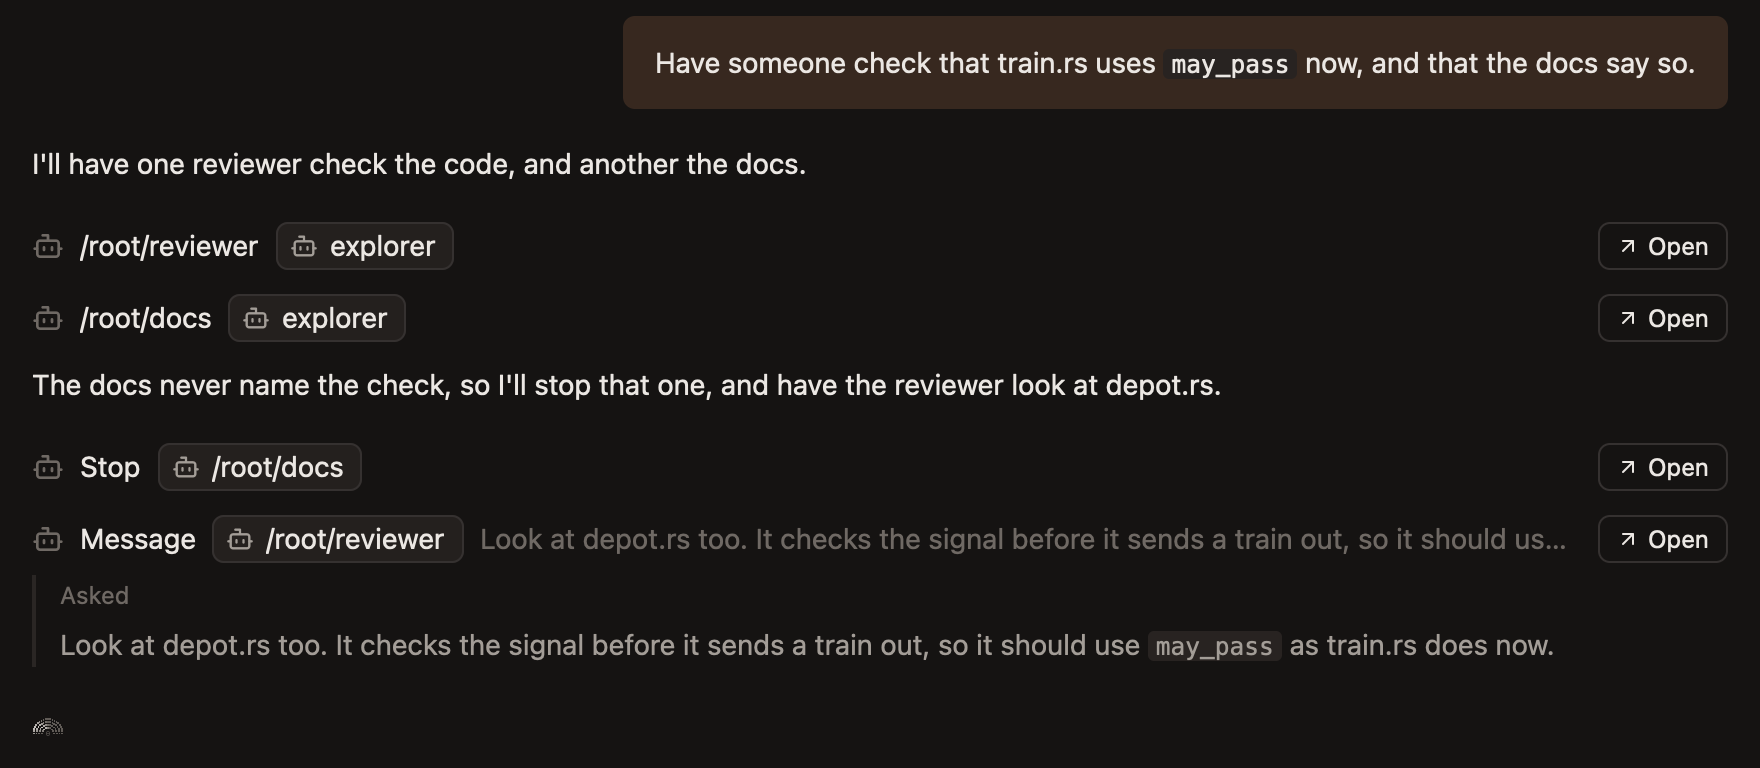 Have someone check that train.rs uses may_pass now, and that the docs say so.
I'll have one reviewer check the code, and another the docs.
/root/reviewer explorer Open
/root/docs explorer Open
The docs never name the check, so I'll stop that one, and have the reviewer look at depot.rs.
Stop /root/docs Open
Message /root/reviewer Look at depot.rs too. It checks the signal before it sends a train out, so it should us... Open
Asked
Look at depot.rs too. It checks the signal before it sends a train out, so it should use may_pass as train.rs does now.